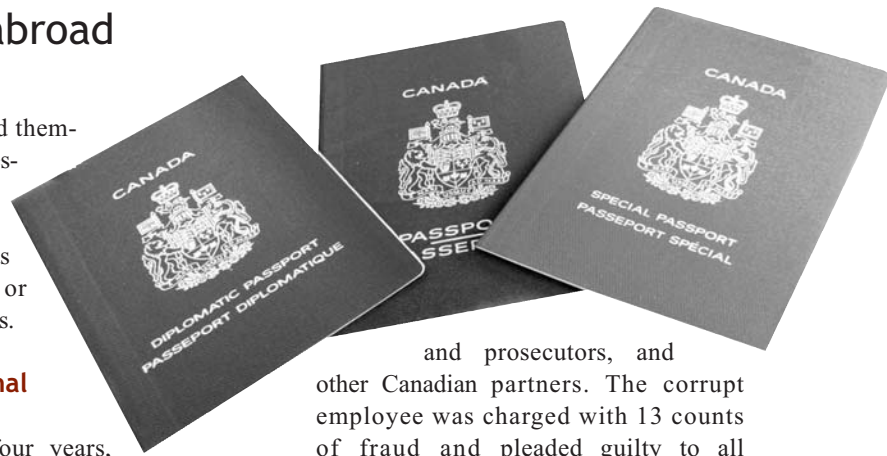 abroad
d them-
s-
s
or
s.
nal
four years,
CANADA
DIPLOMATIC PASSPORT
PASSEPORT DIPLOMATIQUE
CANADA
PASSPO
SSEP
CANADA
SPECIAL PASSPORT
PASSEPORT SPÉCIAL
and prosecutors, and
other Canadian partners. The corrupt
employee was charged with 13 counts
of fraud and pleaded guilty to all